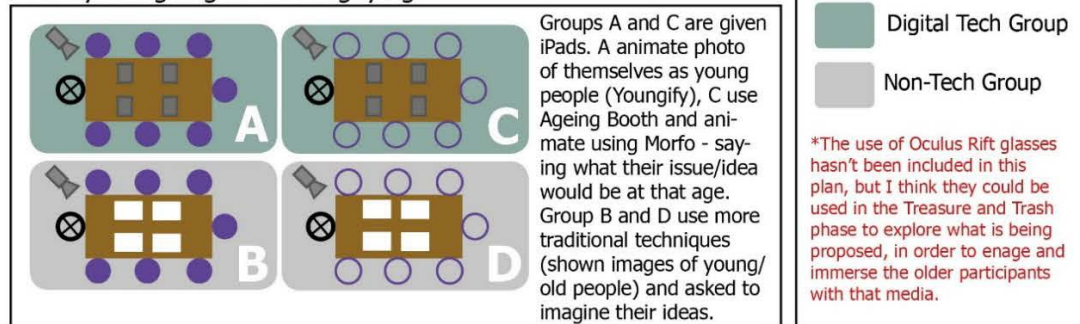 A
C
B
D
Groups A and C are given
iPads. A animate photo
of themselves as young
people (Youngify), C use
Ageing Booth and ani-
mate using Morfo - say-
ing what their issue/idea
would be at that age.
Group B and D use more
traditional techniques
(shown images of young/
old people) and asked to
imagine their ideas.
Digital Tech Group
Non-Tech Group
*The use of Oculus Rift glasses
hasn't been included in this
plan, but I think they could be
used in the Treasure and Trash
phase to explore what is being
proposed, in order to enage and
immerse the older participants
with that media.